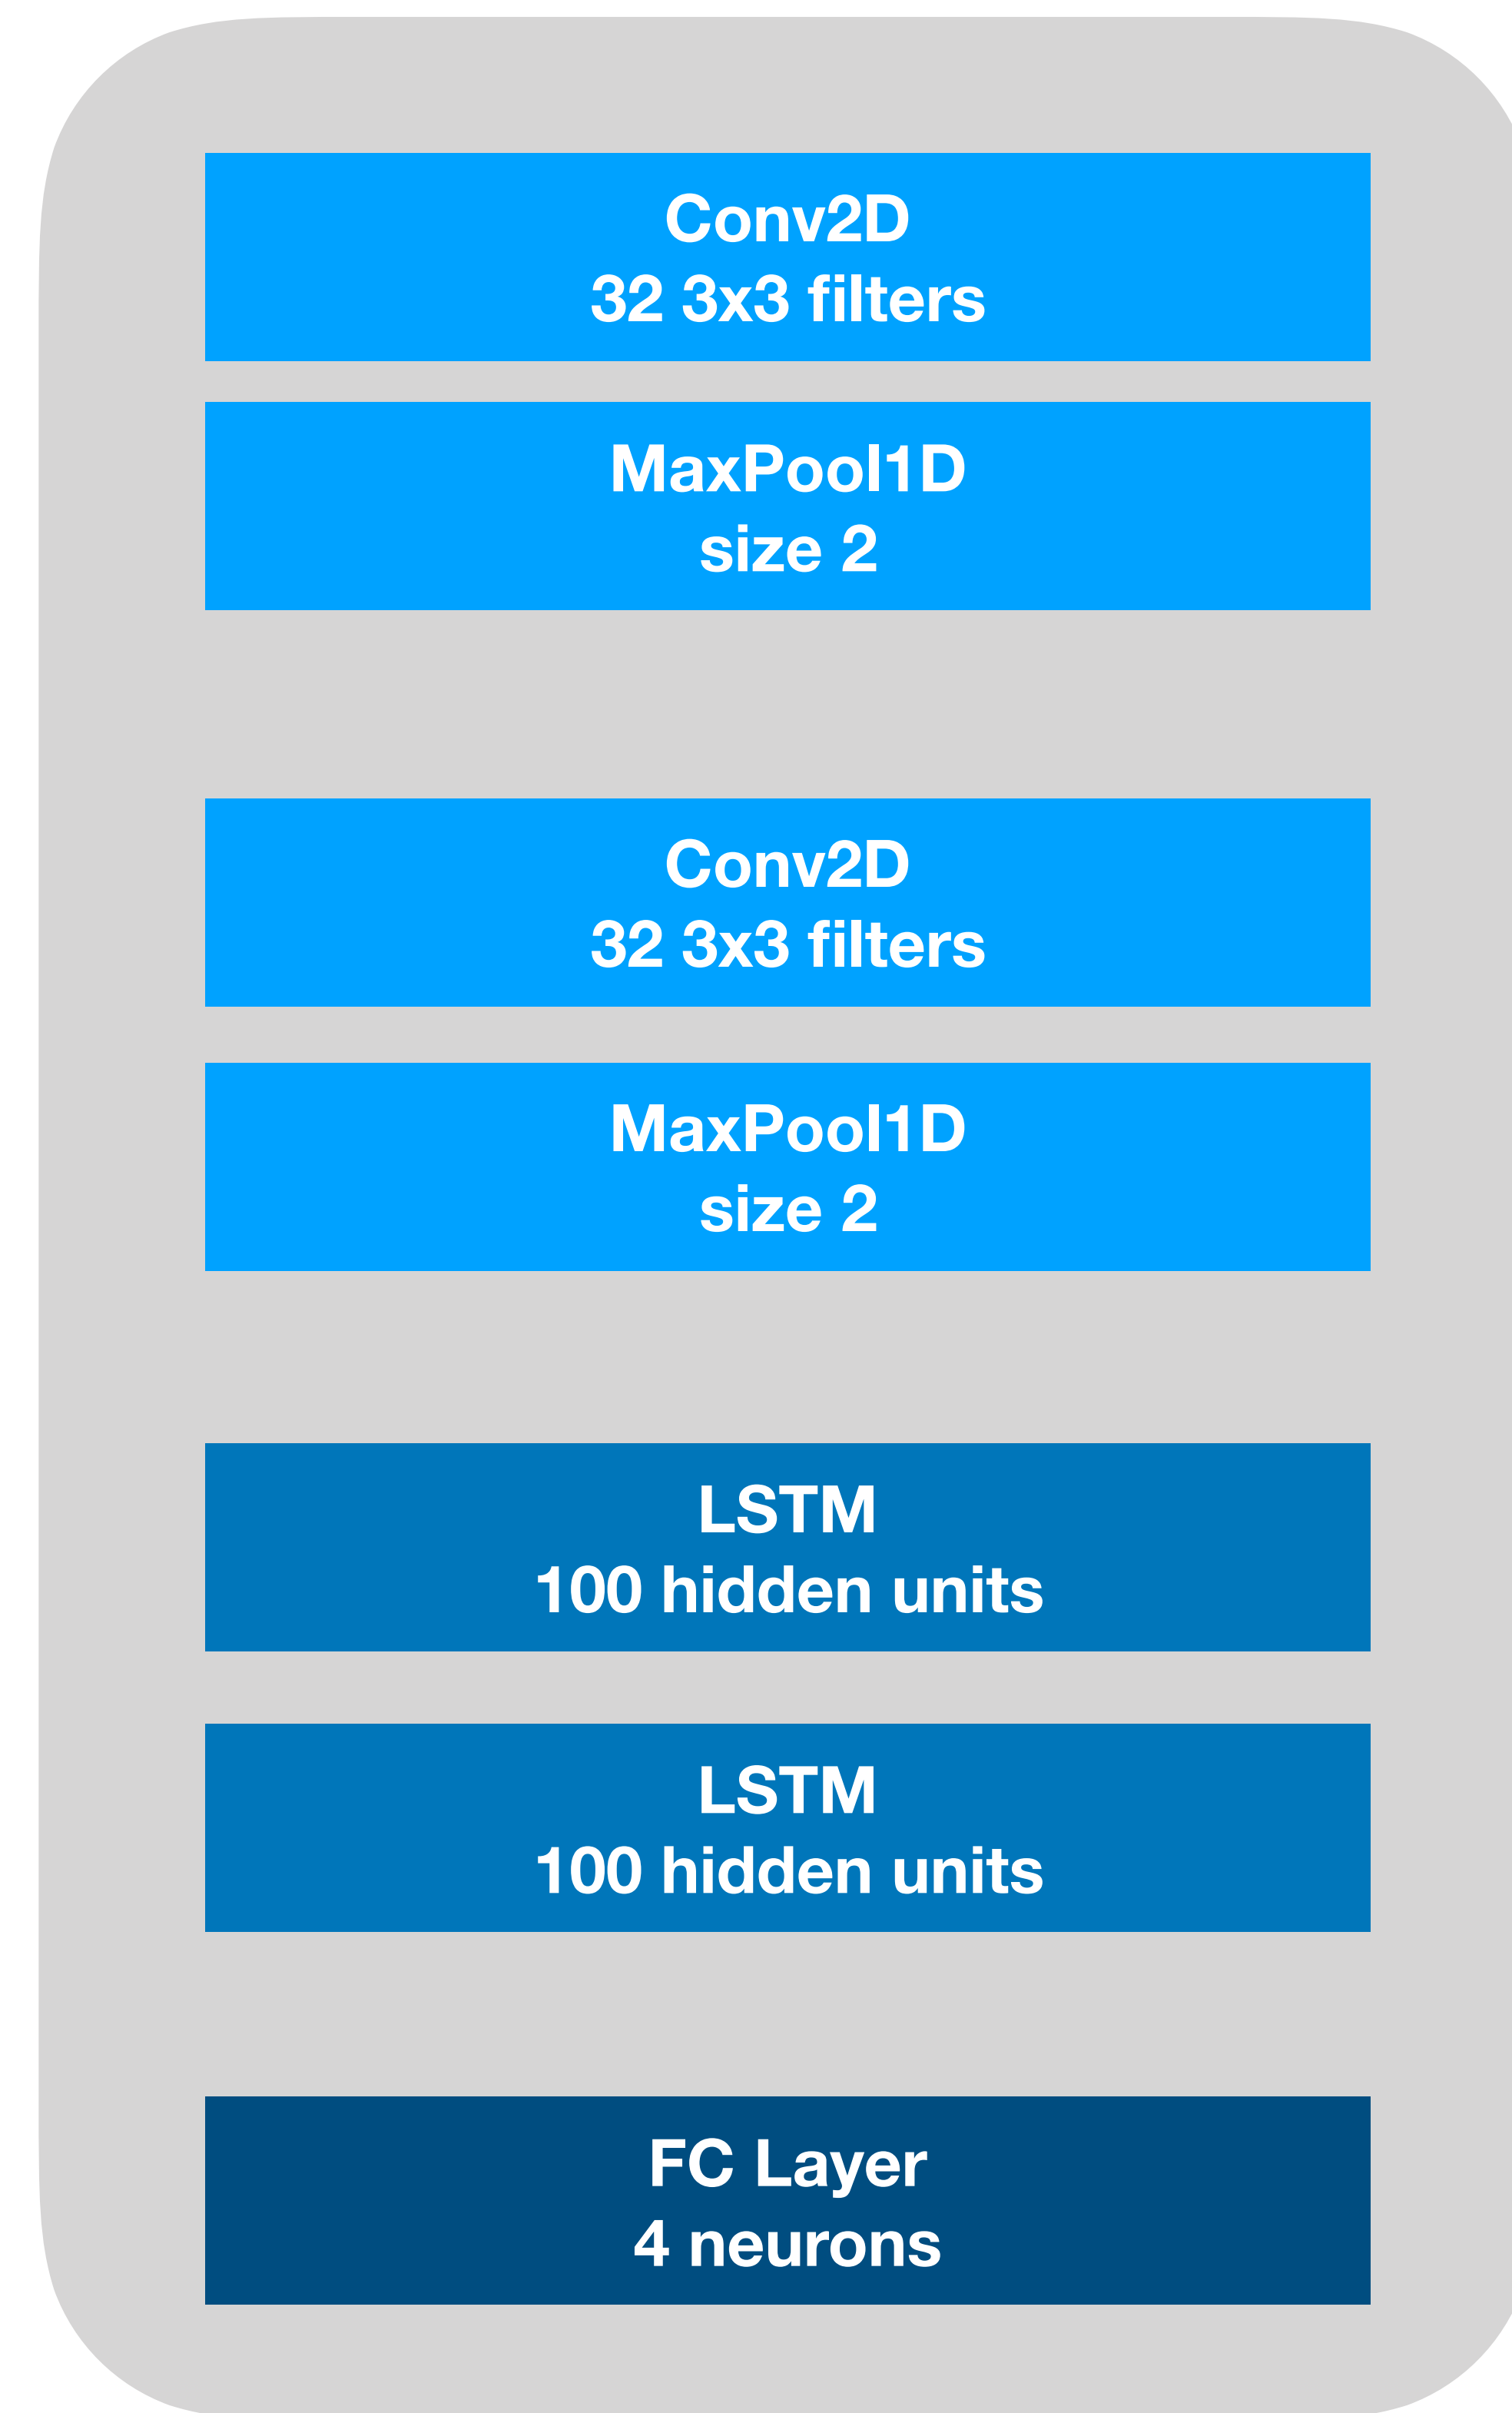 Conv2D
32 3x3 filters
MaxPool1D
size 2
Conv2D
32 3x3 filters
MaxPool1D
size 2
LSTM
100 hidden units
LSTM
100 hidden units
FC Layer
4 neurons